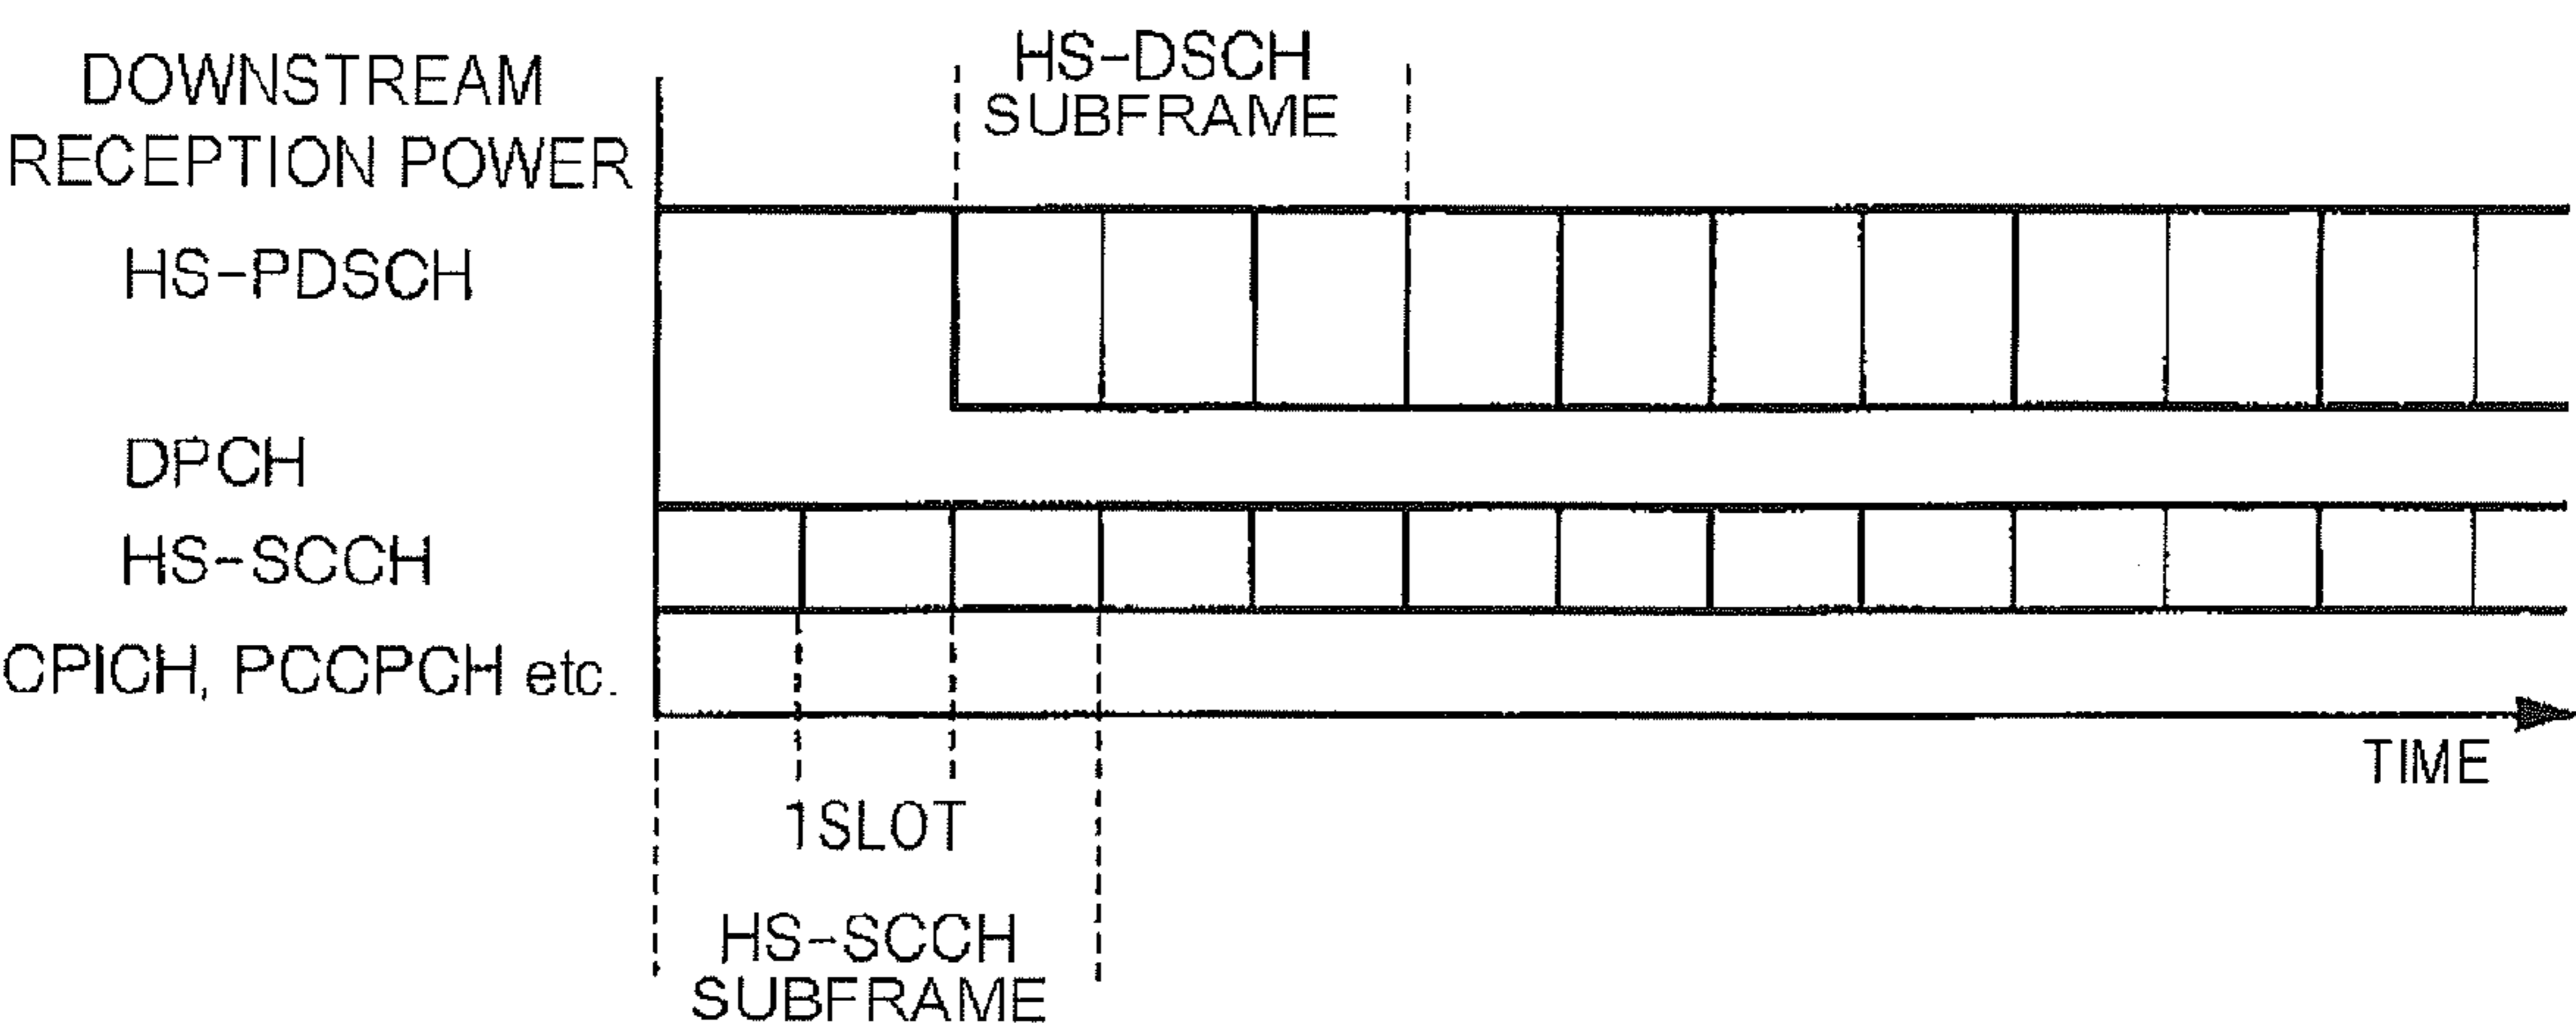 DOWNSTREAM
RECEPTION POWER
HS-DSCH
SUBFRAME
HS-PDSCH
DPCH
HS-SCCH
CPICH, PCCPCH etc.
TIME
1SLOT
HS-SCCH
SUBFRAME